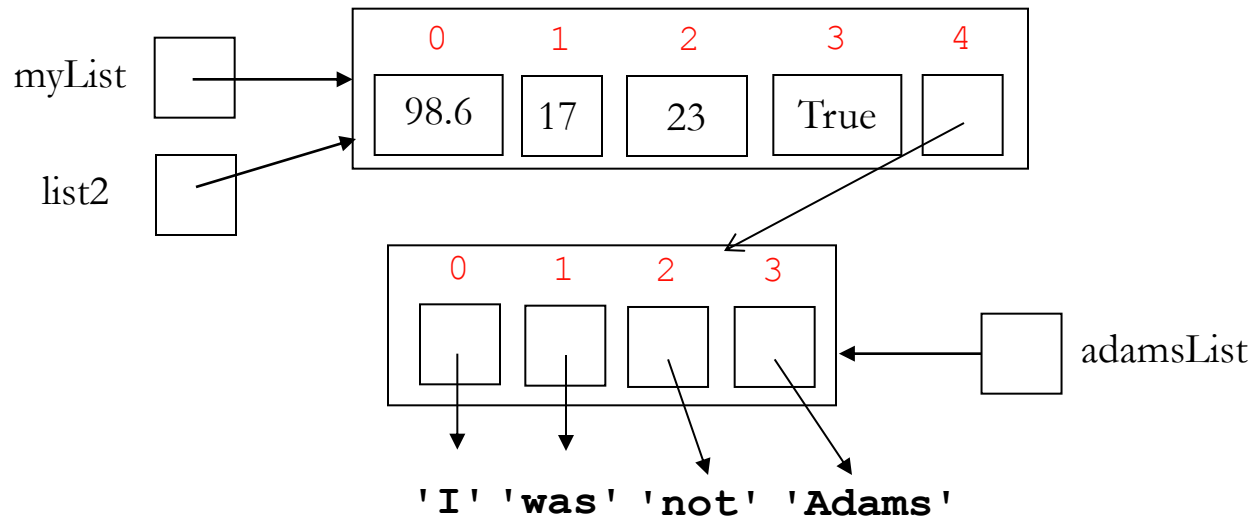 0 1 2 3 4
myList
98.6 17 23 True
list2
0 1 2 3
adamsList
'I' 'was' 'not' 'Adams'